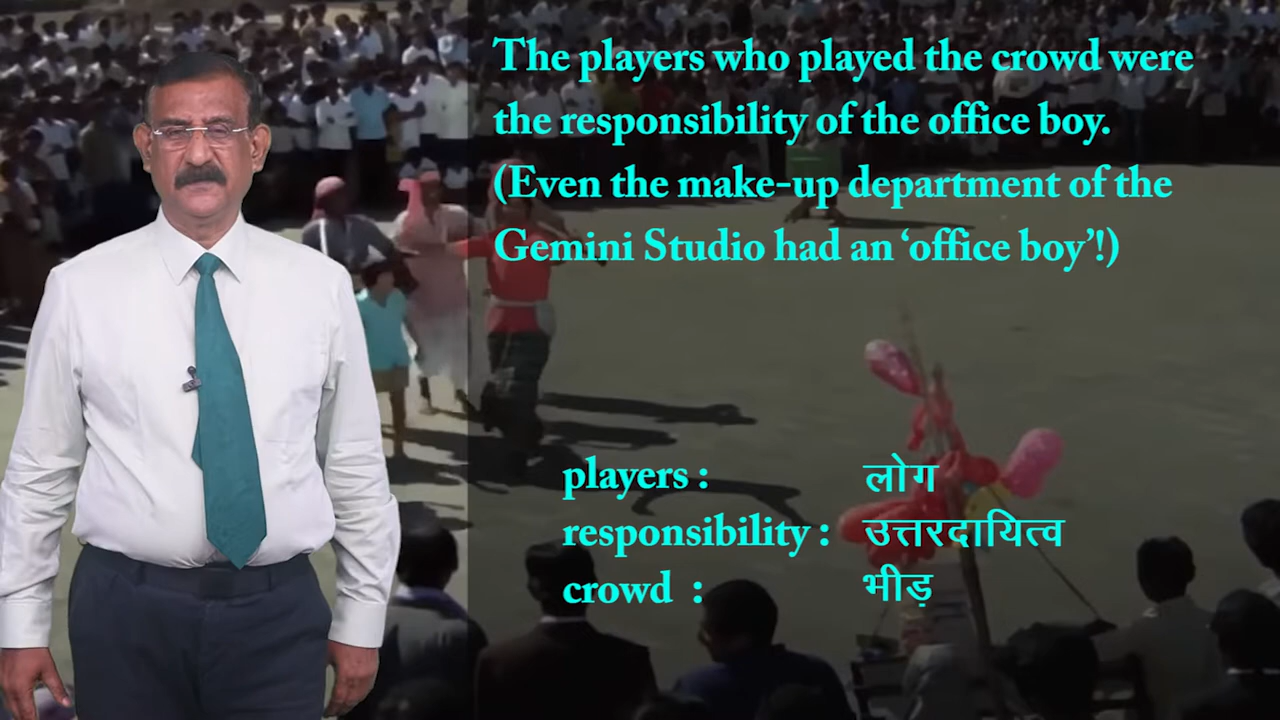 The players who played the crowd were
the responsibility of the office boy.
(Even the make-up department of the
Gemini Studio had an ‘office boy’!)
players : लोग
responsibility : उत्तरदायित्व
crowd : भीड़